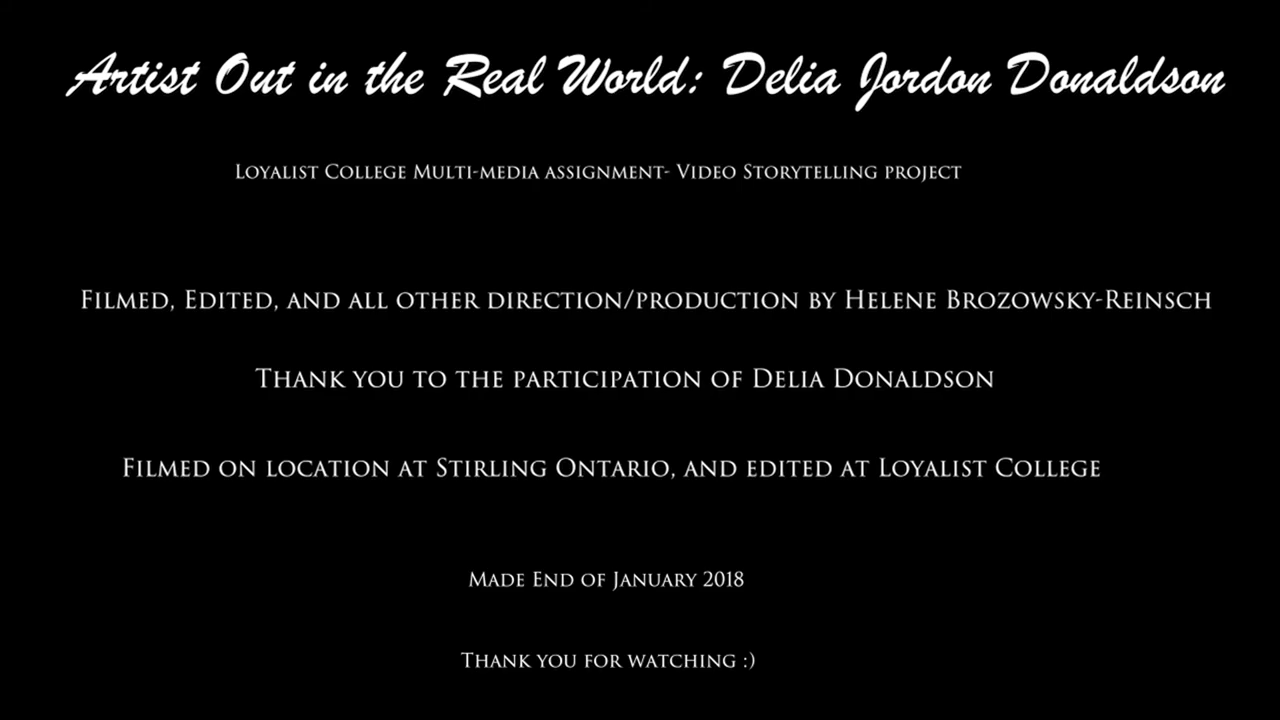 Artist Out in the Real World: Delia Jordon Donaldson
Loyalist College Multi-media assignment- Video Storytelling project
Filmed, Edited, and all other direction/production by Helene Brozowsky-Reinsch
Thank you to the participation of Delia Donaldson
Filmed on location at Stirling Ontario, and edited at Loyalist College
Made End of January 2018
Thank you for watching :)